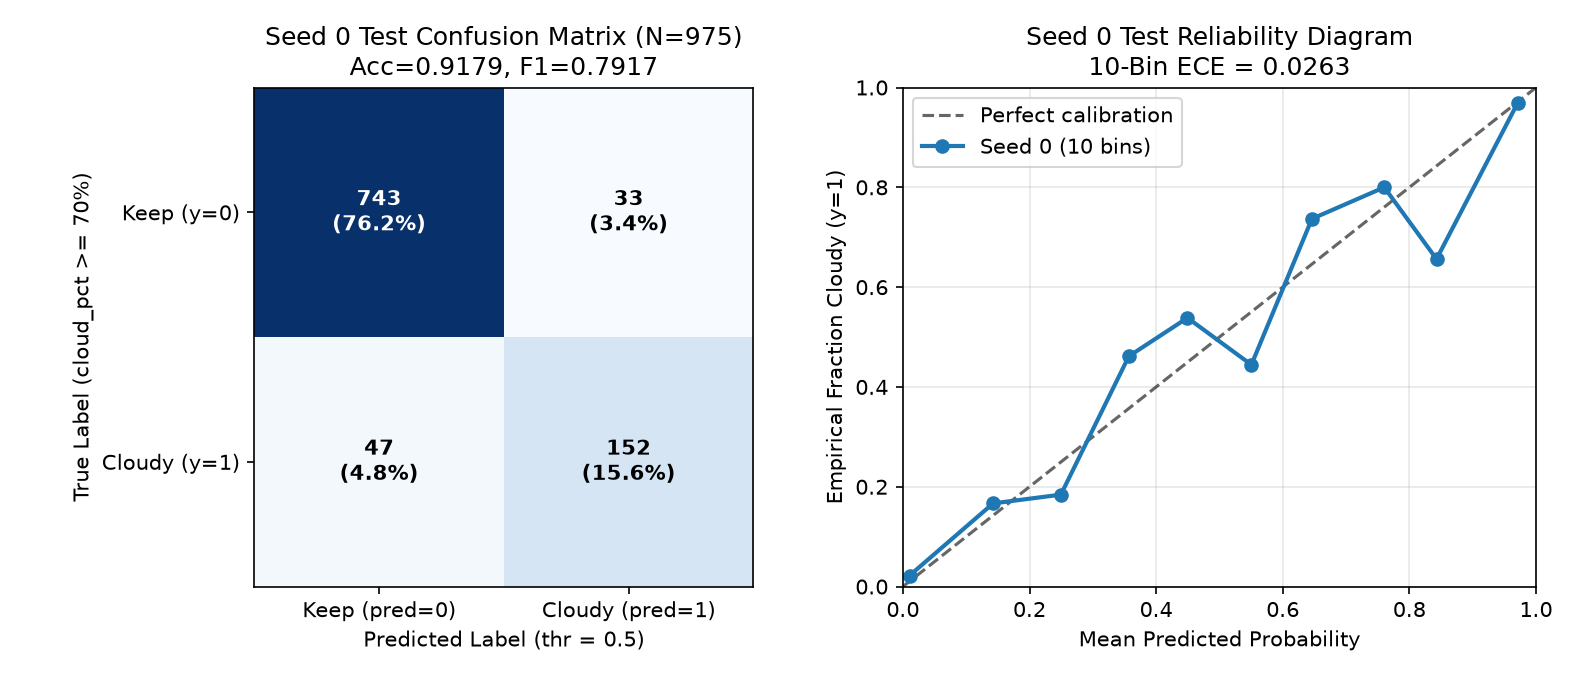 Seed 0 Test Confusion Matrix (N=975)
Acc=0.9179, F1=0.7917
True Label (cloud_pct >= 70%)
Keep (y=0)
Cloudy (y=1)
743
(76.2%)
33
(3.4%)
47
(4.8%)
152
(15.6%)
Keep (pred=0)
Cloudy (pred=1)
Predicted Label (thr = 0.5)
Seed 0 Test Reliability Diagram
10-Bin ECE = 0.0263
Perfect calibration
Seed 0 (10 bins)
Empirical Fraction Cloudy (y=1)
1.0
0.8
0.6
0.4
0.2
0.0
0.0
0.2
0.4
0.6
0.8
1.0
Mean Predicted Probability